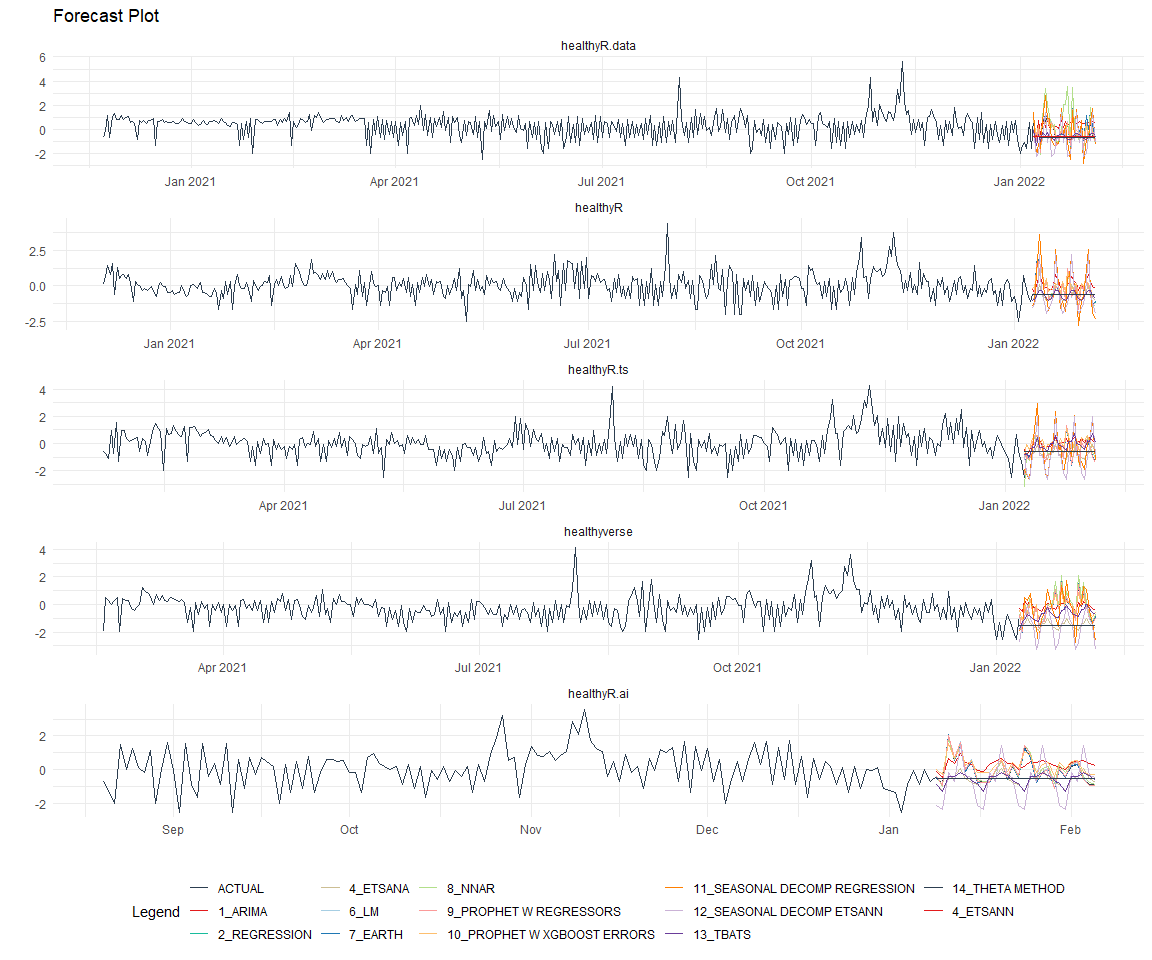 Forecast Plot
healthyR.data
6
4
2
0
-2
Jan 2021 Apr 2021 Jul 2021 Oct 2021 Jan 2022
healthyR
2.5
0.0
-2.5
Jan 2021 Apr 2021 Jul 2021 Oct 2021 Jan 2022
healthyR.ts
4
2
0
-2
Apr 2021 Jul 2021 Oct 2021 Jan 2022
healthyverse
4
2
0
-2
Apr 2021 Jul 2021 Oct 2021 Jan 2022
healthyR.ai
2
0
-2
Sep Oct Nov Dec Jan Feb
Legend
ACTUAL 4_ETSANA 8_NNAR 11_SEASONAL DECOMP REGRESSION 14_THETA METHOD
1_ARIMA 6_LM 9_PROPHET W REGRESSORS 12_SEASONAL DECOMP ETSANN 4_ETSANN
2_REGRESSION 7_EARTH 10_PROPHET W XGBOOST ERRORS 13_TBATS